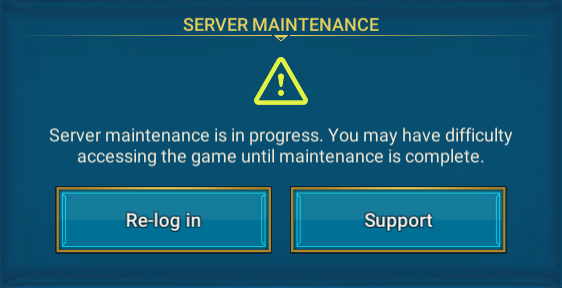 SERVER MAINTENANCE
Server maintenance is in progress. You may have difficulty
accessing the game until maintenance is complete.
Re-log in
Support